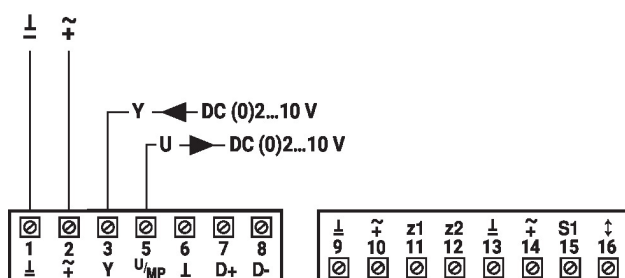 ⊥ ~
– +
Y DC (0)2...10 V
U DC (0)2...10 V
1 2 3 5 6 7 8
⊥ ~+ Y U/MP ⊥ D+ D-
⊥ ~+ z1 z2 ⊥ ~+ S1 ↕
9 10 11 12 13 14 15 16